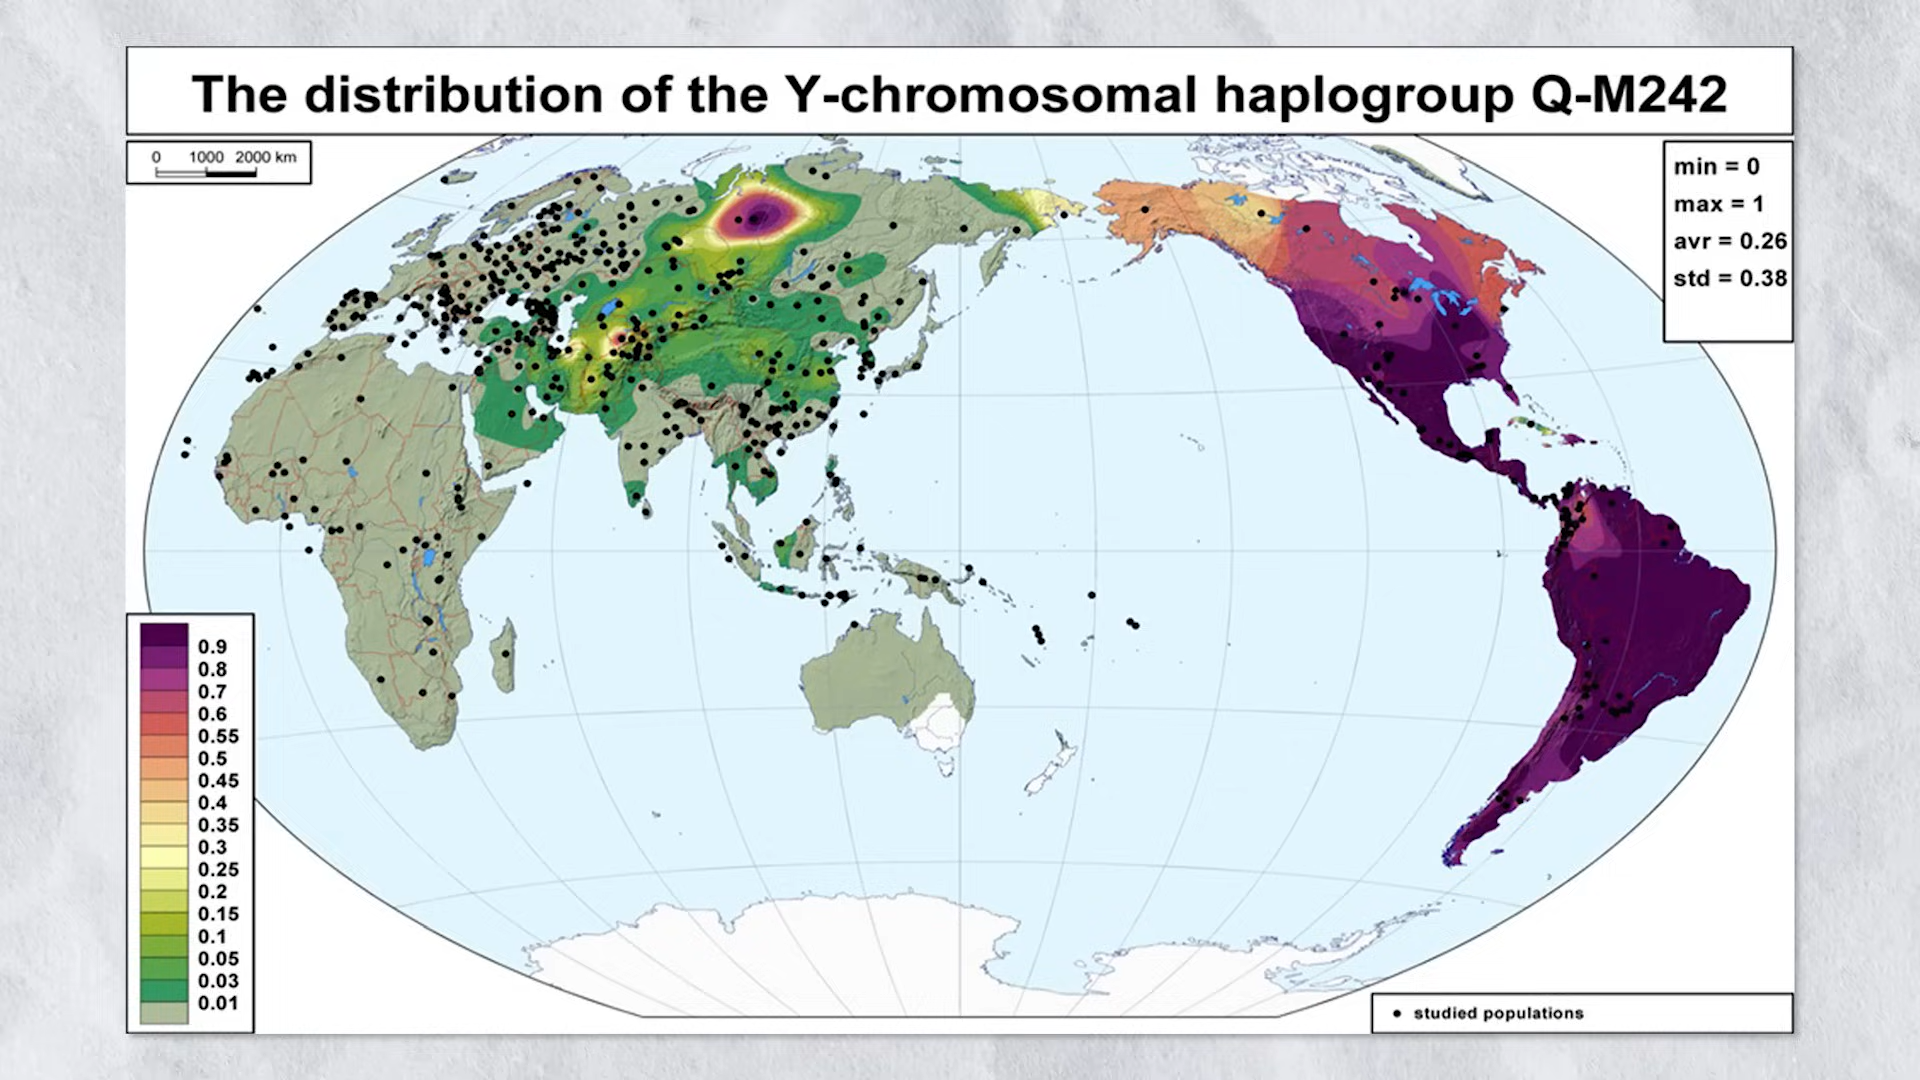 The distribution of the Y-chromosomal haplogroup Q-M242
0 1000 2000 km
min = 0
max = 1
avr = 0.26
std = 0.38
0.9
0.8
0.7
0.6
0.55
0.5
0.45
0.4
0.35
0.3
0.25
0.2
0.15
0.1
0.05
0.03
0.01
studied populations